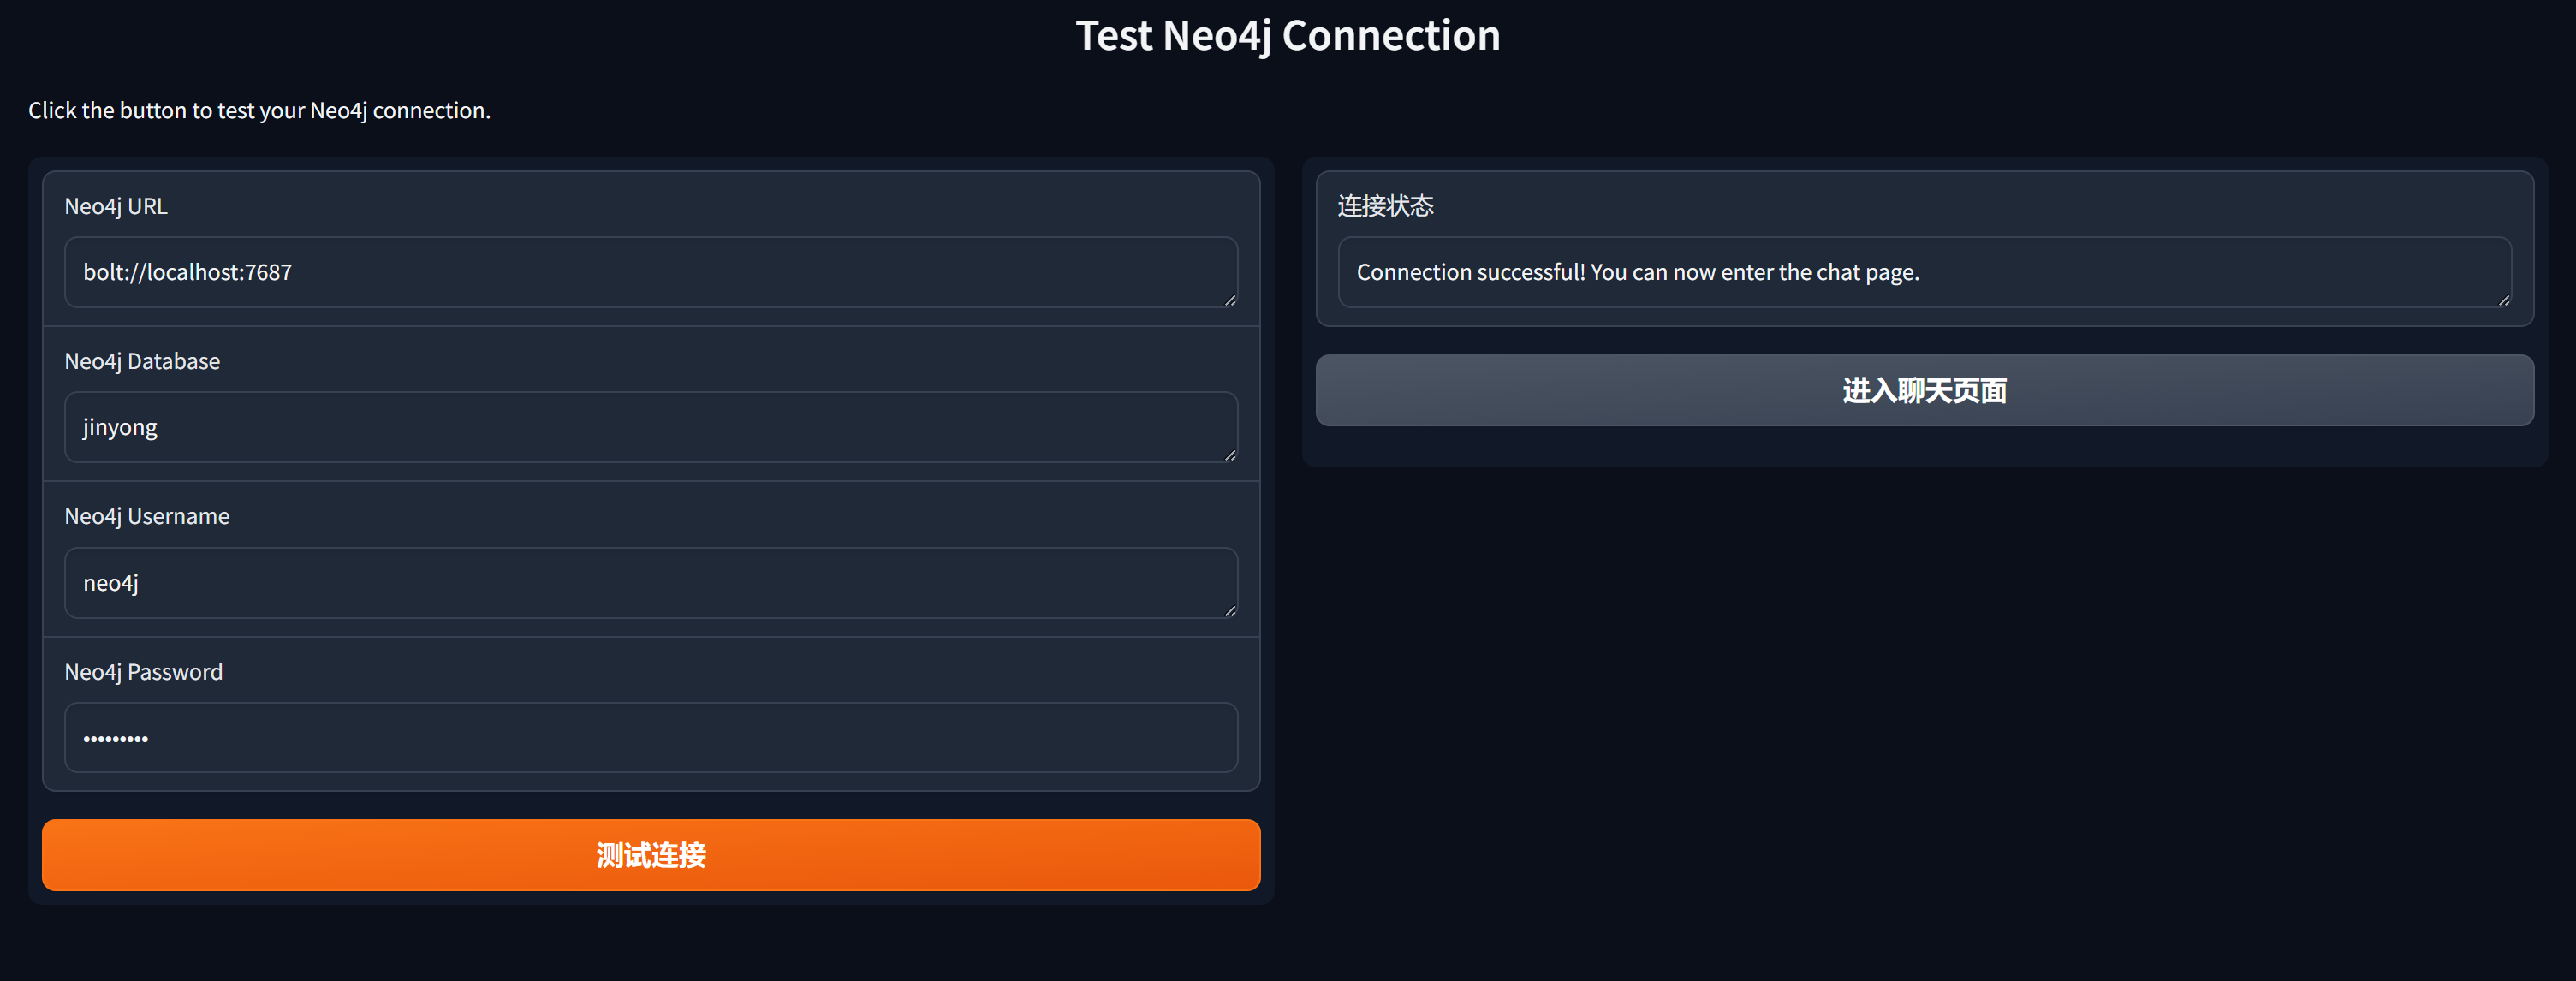 Test Neo4j Connection
Click the button to test your Neo4j connection.
Neo4j URL
bolt://localhost:7687
Neo4j Database
jinyong
Neo4j Username
neo4j
Neo4j Password
•••••••••
测试连接
连接状态
Connection successful! You can now enter the chat page.
进入聊天页面